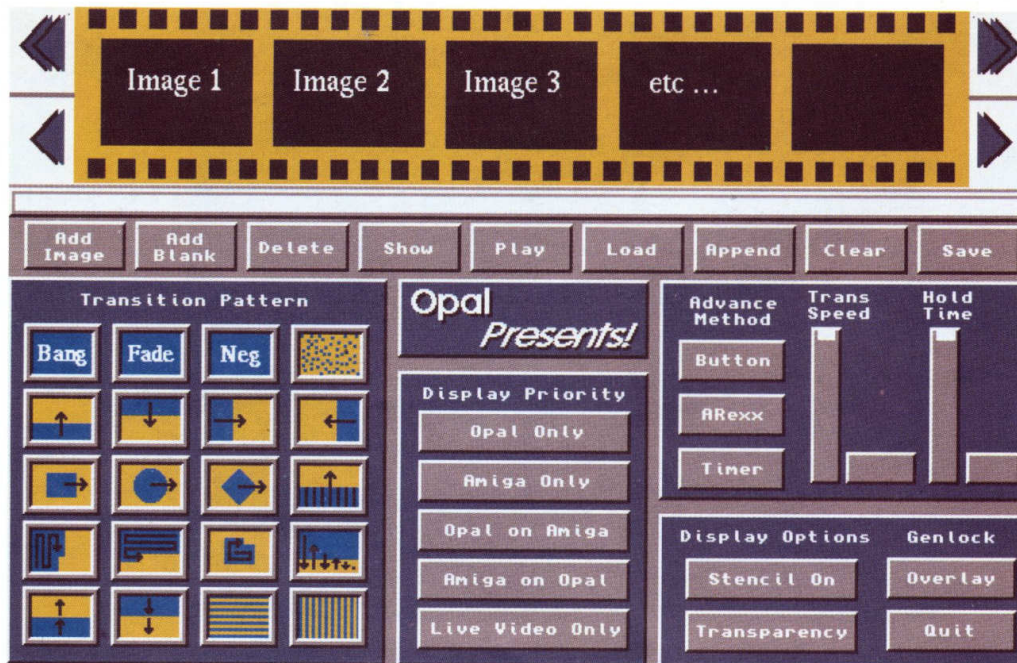 Image 1
Image 2
Image 3
etc ...
Add Image
Add Blank
Delete
Show
Play
Load
Append
Clear
Save
Transition Pattern
Bang
Fade
Neg
Opal
Presents!
Display Priority
Opal Only
Amiga Only
Opal on Amiga
Amiga on Opal
Live Video Only
Advance Method
Button
ARexx
Timer
Trans Speed
Hold Time
Display Options
Stencil On
Transparency
Genlock
Overlay
Quit